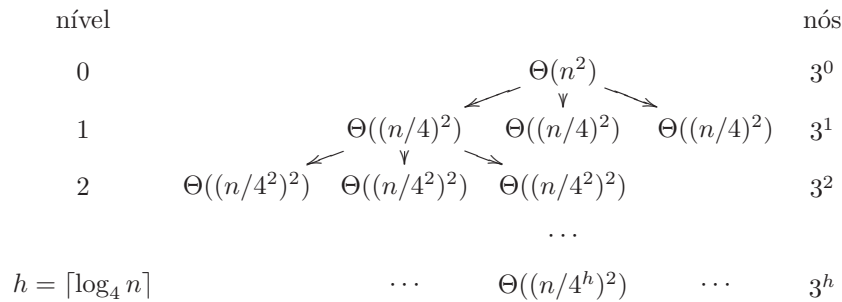 nível nós
0 Θ(n²) 3⁰
1 Θ((n/4)²) Θ((n/4)²) Θ((n/4)²) 3¹
2 Θ((n/4²)²) Θ((n/4²)²) Θ((n/4²)²) 3²
···
h = ⌈log₄ n⌉ ··· Θ((n/4ʰ)²) ··· 3ʰ